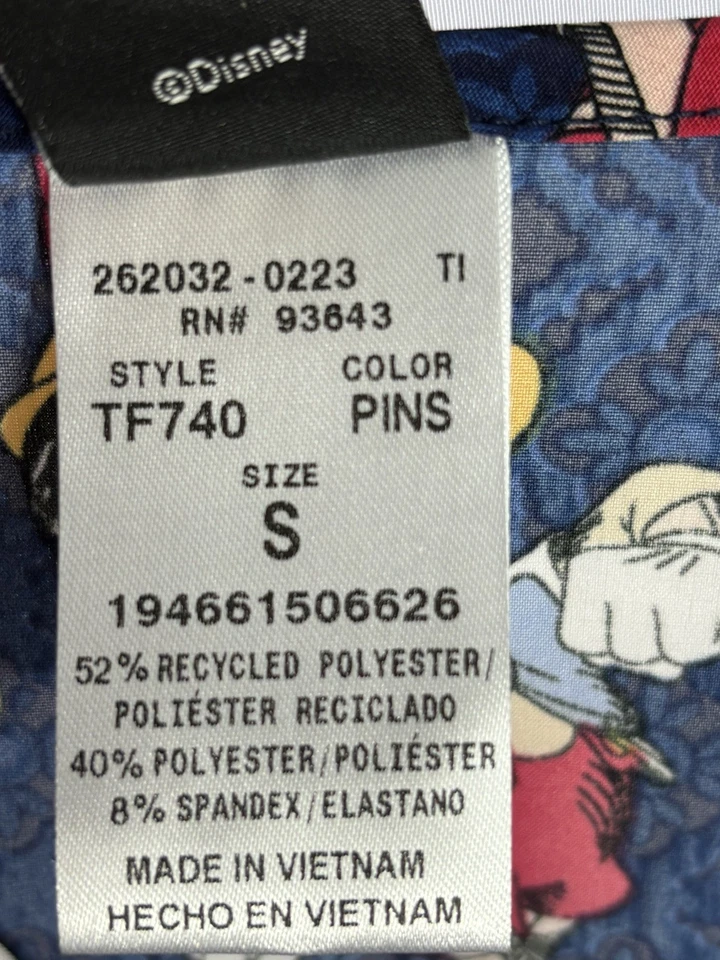 ©Disney
262032-0223 TI
RN# 93643
STYLE COLOR
TF740 PINS
SIZE
S
194661506626
52% RECYCLED POLYESTER/
POLIÉSTER RECICLADO
40% POLYESTER/POLIÉSTER
8% SPANDEX/ELASTANO
MADE IN VIETNAM
HECHO EN VIETNAM